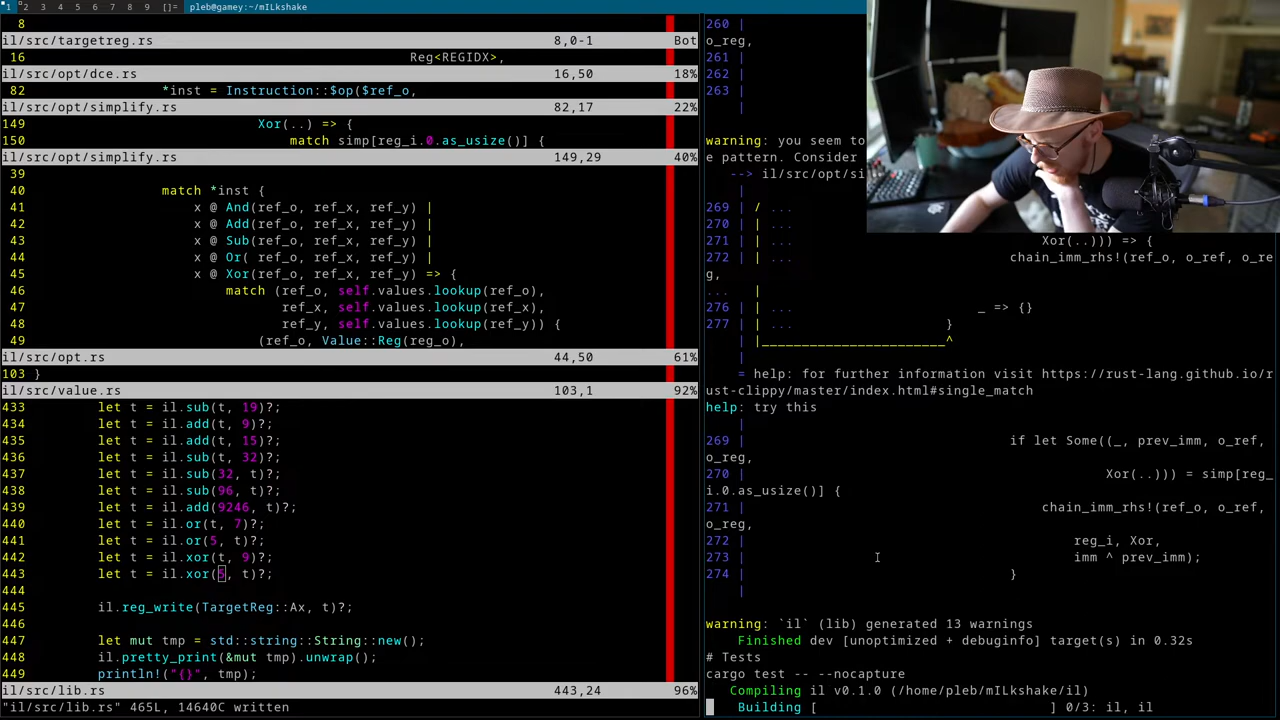 1 2 3 4 5 6 7 8 9 []= pleb@gamey:~/mILkshake
8
il/src/targetreg.rs 8,0-1 Bot
16 Reg<REGIDX>,
il/src/opt/dce.rs 16,50 18%
82 *inst = Instruction::$op($ref_o,
il/src/opt/simplify.rs 82,17 22%
149 Xor(..) => {
150 match simp[reg_i.0.as_usize()] {
il/src/opt/simplify.rs 149,29 40%
39
40 match *inst {
41 x @ And(ref_o, ref_x, ref_y) |
42 x @ Add(ref_o, ref_x, ref_y) |
43 x @ Sub(ref_o, ref_x, ref_y) |
44 x @ Or( ref_o, ref_x, ref_y) |
45 x @ Xor(ref_o, ref_x, ref_y) => {
46 match (ref_o, self.values.lookup(ref_o),
47 ref_x, self.values.lookup(ref_x),
48 ref_y, self.values.lookup(ref_y)) {
49 (ref_o, Value::Reg(reg_o),
il/src/opt.rs 44,50 61%
103 }
il/src/value.rs 103,1 92%
433 let t = il.sub(t, 19)?;
434 let t = il.add(t, 9)?;
435 let t = il.add(t, 15)?;
436 let t = il.sub(t, 32)?;
437 let t = il.sub(32, t)?;
438 let t = il.sub(96, t)?;
439 let t = il.add(9246, t)?;
440 let t = il.or(t, 7)?;
441 let t = il.or(5, t)?;
442 let t = il.xor(t, 9)?;
443 let t = il.xor(5, t)?;
444
445 il.reg_write(TargetReg::Ax, t)?;
446
447 let mut tmp = std::string::String::new();
448 il.pretty_print(&mut tmp).unwrap();
449 println!("{}", tmp);
il/src/lib.rs 443,24 96%
"il/src/lib.rs" 465L, 14640C written
260 |
o_reg,
261 |
262 |
263 |
|
warning: you seem to
e pattern. Consider
--> il/src/opt/si
|
269 | / ...
270 | | ...
271 | | ... Xor(..))) => {
272 | | ... chain_imm_rhs!(ref_o, o_ref, o_re
g,
... |
276 | | ... _ => {}
277 | | ... }
| |_______________________^
|
= help: for further information visit https://rust-lang.github.io/r
ust-clippy/master/index.html#single_match
help: try this
|
269 | if let Some((_, prev_imm, o_ref,
o_reg,
270 | Xor(..))) = simp[reg_
i.0.as_usize()] {
271 | chain_imm_rhs!(ref_o, o_ref,
o_reg,
272 | reg_i, Xor,
273 | imm ^ prev_imm);
274 | }
|
warning: `il` (lib) generated 13 warnings
Finished dev [unoptimized + debuginfo] target(s) in 0.32s
# Tests
cargo test -- --nocapture
Compiling il v0.1.0 (/home/pleb/mILkshake/il)
Building [ ] 0/3: il, il